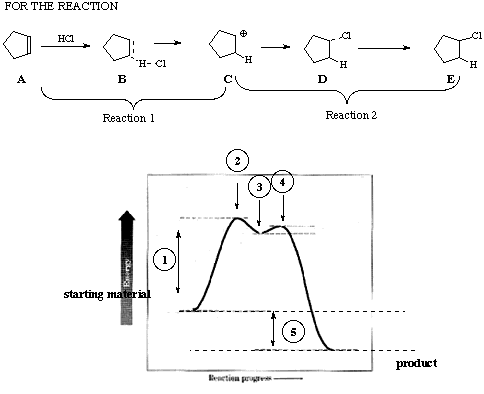 FOR THE REACTION
HCl
H Cl
⊕
H
Cl
H
Cl
H
A B C D E
Reaction 1
Reaction 2
2
3
4
1
Energy
starting material
5
product
Reaction progress